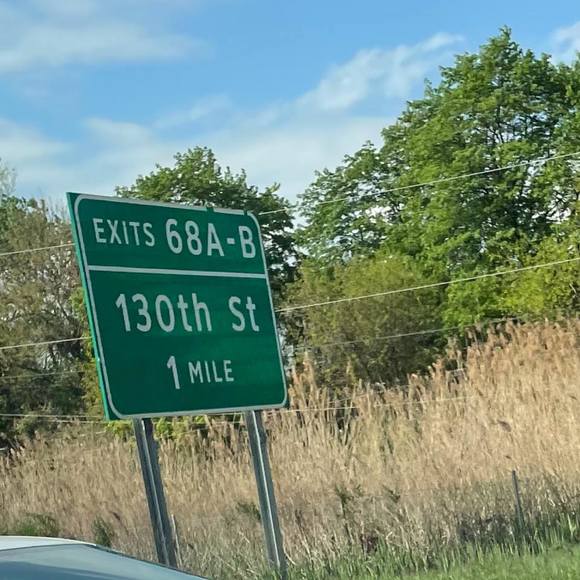 EXITS 68A-B
130th St
1 MILE